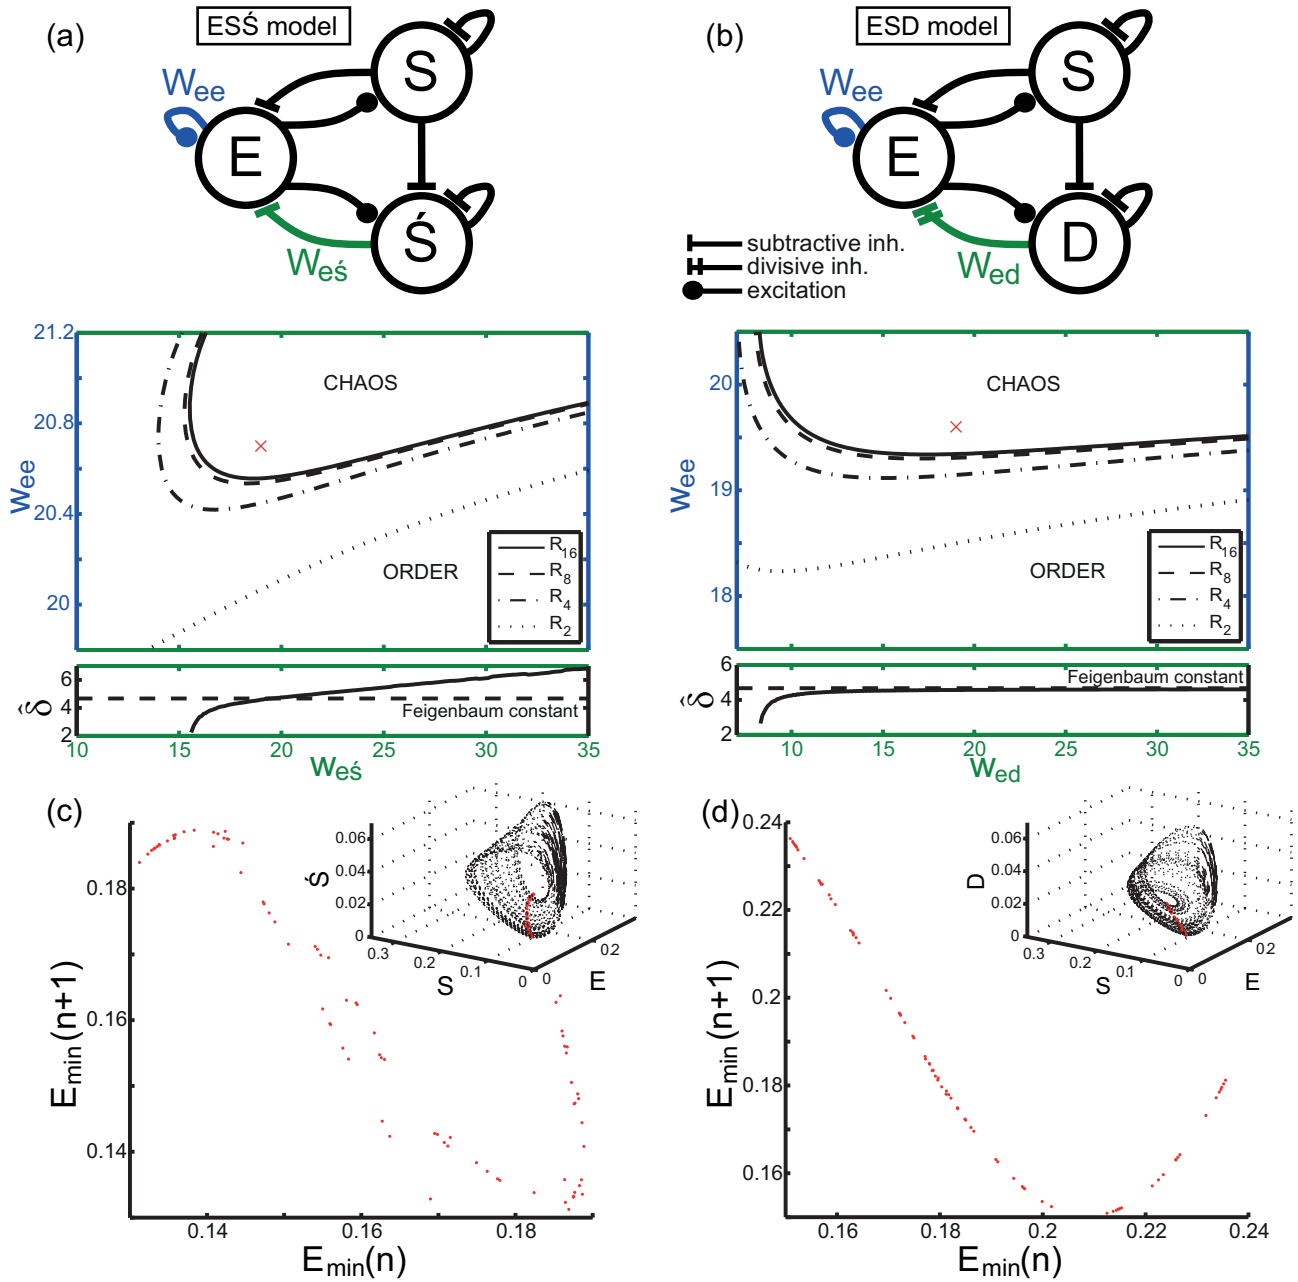 (a)
ESŚ model
S
Wee
E
Ś
Weś
(b)
ESD model
S
Wee
E
D
Wed
subtractive inh.
divisive inh.
excitation
21.2
20.8
20.4
20
Wee
CHAOS
ORDER
R16
R8
R4
R2
6
4
2
δ̂
Feigenbaum constant
10 15 20 25 30 35
Weś
20
19
18
Wee
CHAOS
ORDER
R16
R8
R4
R2
6
4
2
δ̂
Feigenbaum constant
10 15 20 25 30 35
Wed
(c)
0.18
0.16
0.14
Emin(n+1)
0.14 0.16 0.18
Emin(n)
0.06
0.04
0.02
0
Ś
0.3 0.2 0.1 0
S
0 02
E
(d)
0.24
0.22
0.2
0.18
0.16
Emin(n+1)
0.16 0.18 0.2 0.22 0.24
Emin(n)
0.06
0.04
0.02
0
D
0.3 0.2 0.1 0
S
0 02
E